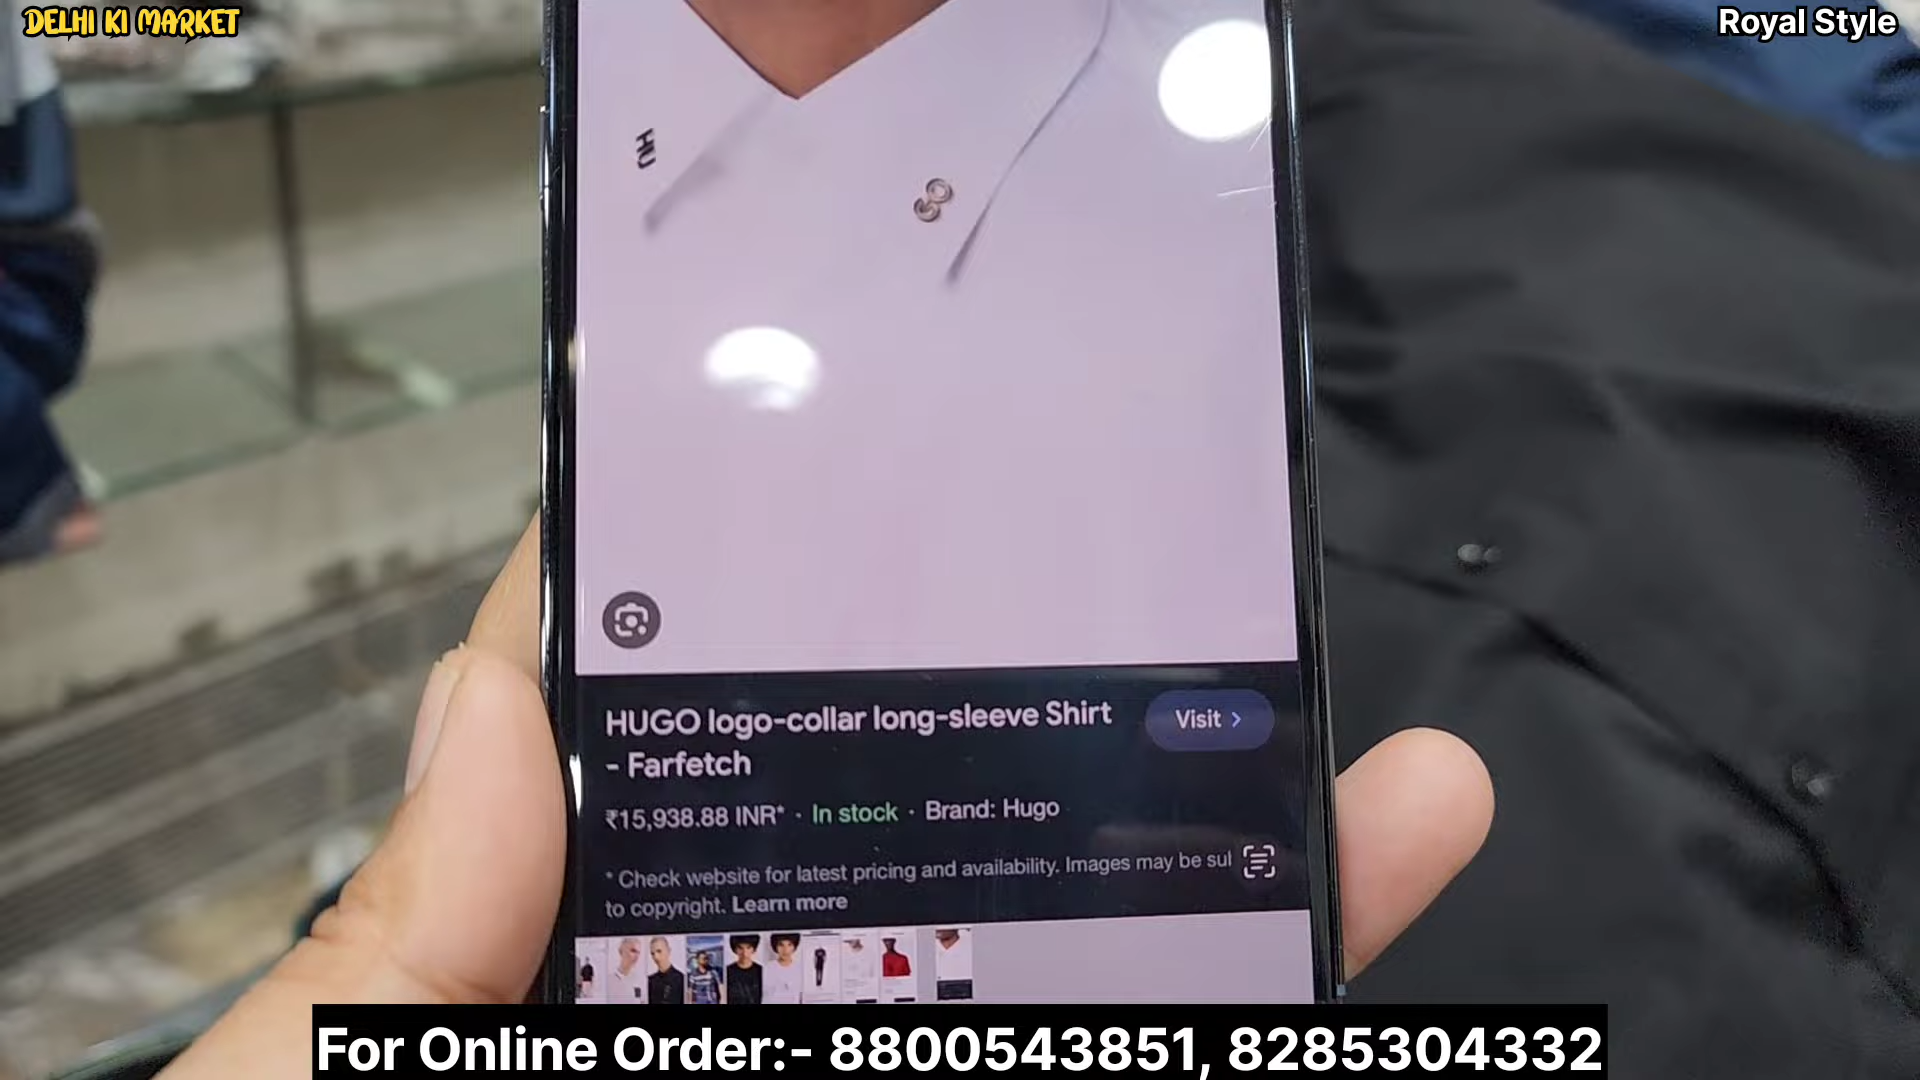 DELHI KI MARKET
Royal Style
HU
GO
HUGO logo-collar long-sleeve Shirt
- Farfetch
Visit >
₹15,938.88 INR* · In stock · Brand: Hugo
* Check website for latest pricing and availability. Images may be
to copyright. Learn more
For Online Order:- 8800543851, 8285304332